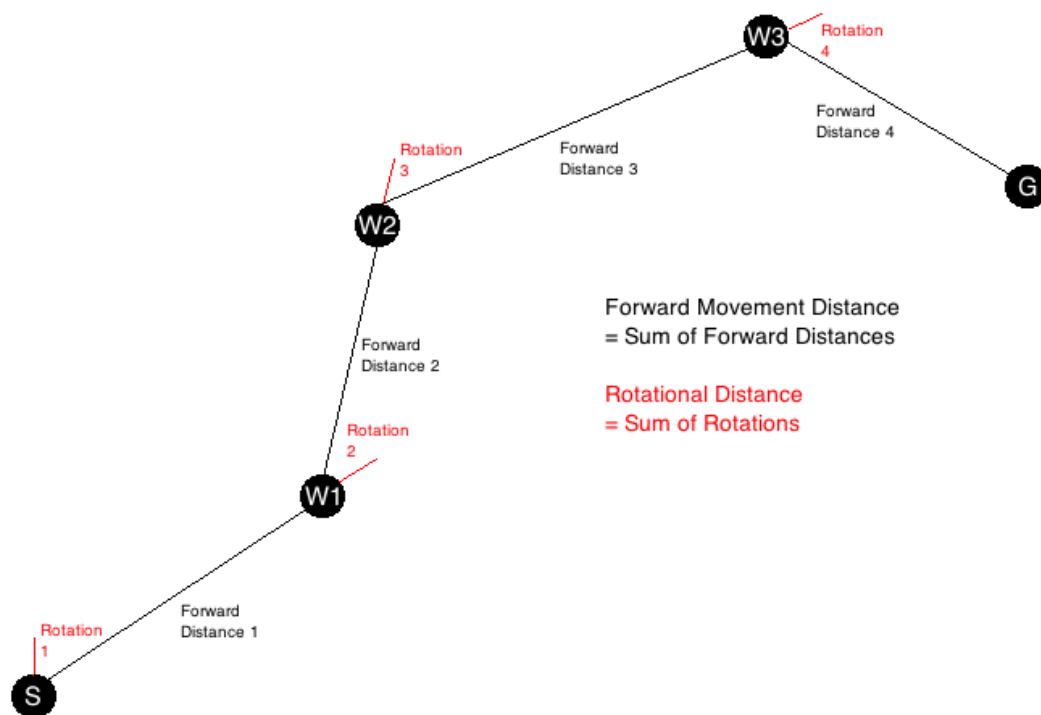 W3
Rotation
4
Forward
Distance 4
Rotation
3
Forward
Distance 3
G
W2
Forward Movement Distance
= Sum of Forward Distances
Forward
Distance 2
Rotational Distance
= Sum of Rotations
Rotation
2
W1
Forward
Distance 1
Rotation
1
S